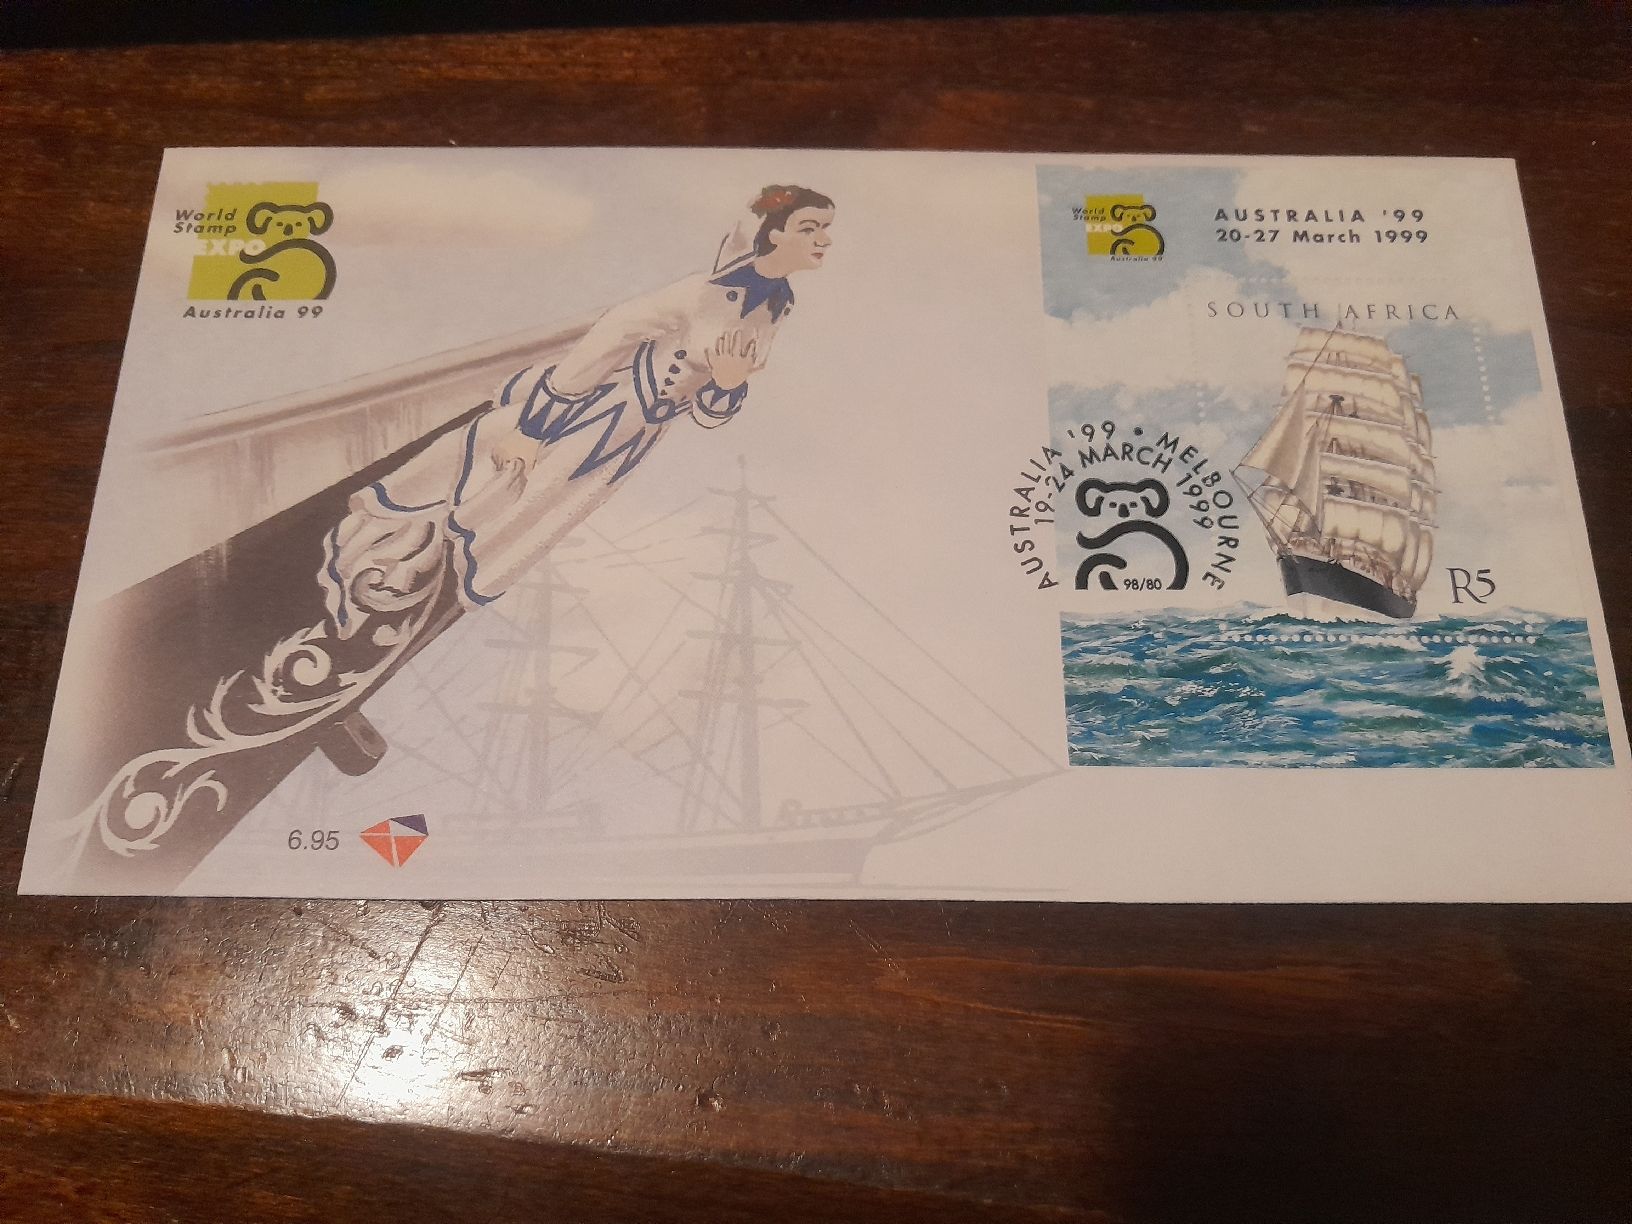 World
Stamp
EXPO
Australia 99
6.95
World
Stamp
EXPO
Australia 99
AUSTRALIA '99
20-27 March 1999
SOUTH AFRICA
AUSTRALIA '99 • MELBOURNE
19-24 MARCH 1999
98/80
R5